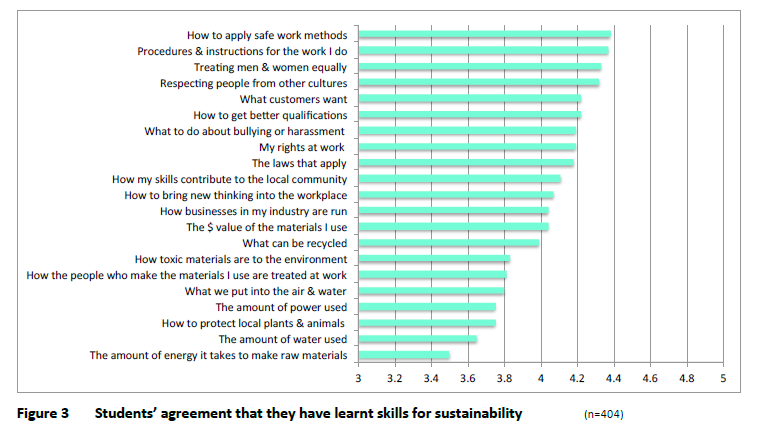 How to apply safe work methods
Procedures & instructions for the work I do
Treating men & women equally
Respecting people from other cultures
What customers want
How to get better qualifications
What to do about bullying or harassment
My rights at work
The laws that apply
How my skills contribute to the local community
How to bring new thinking into the workplace
How businesses in my industry are run
The $ value of the materials I use
What can be recycled
How toxic materials are to the environment
How the people who make the materials I use are treated at work
What we put into the air & water
The amount of power used
How to protect local plants & animals
The amount of water used
The amount of energy it takes to make raw materials
3 3.2 3.4 3.6 3.8 4 4.2 4.4 4.6 4.8 5
Figure 3 Students’ agreement that they have learnt skills for sustainability (n=404)